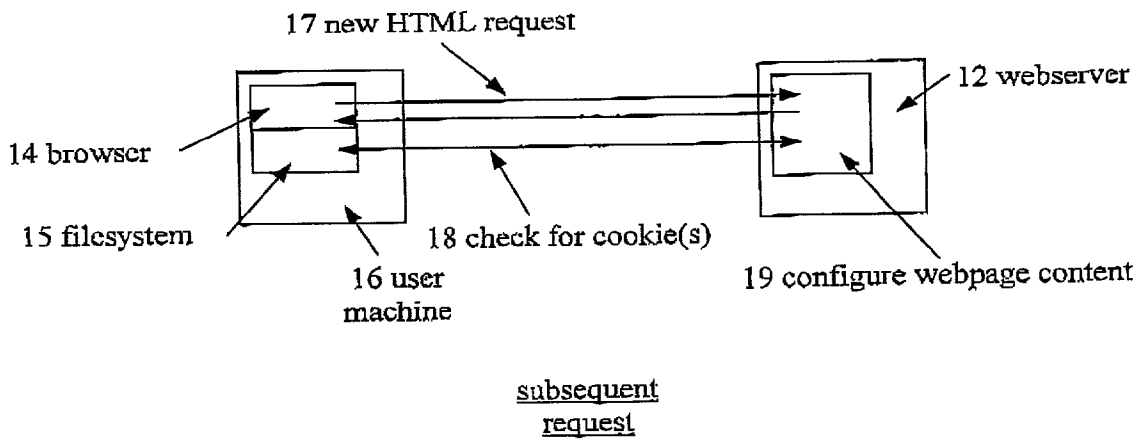 17 new HTML request
12 webserver
14 browser
15 filesystem
18 check for cookie(s)
16 user
machine
19 configure webpage content
subsequent
request